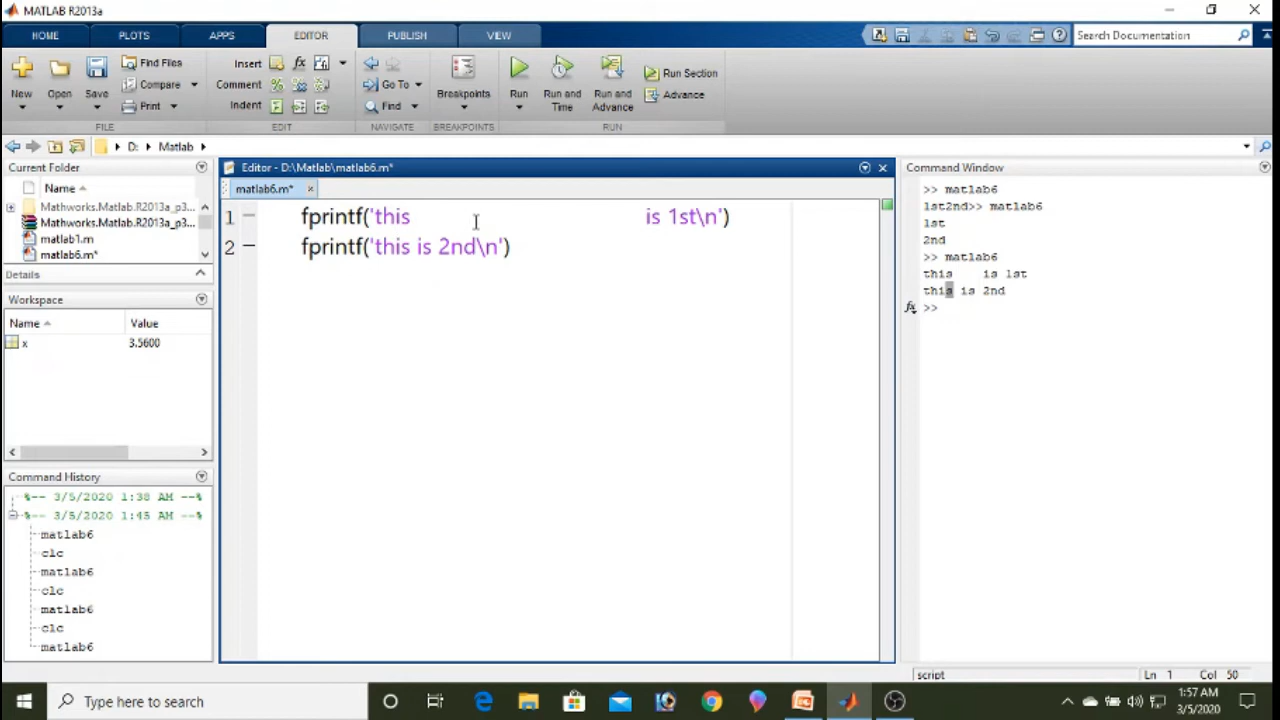 MATLAB R2013a
HOME PLOTS APPS EDITOR PUBLISH VIEW Search Documentation
New Open Save Find Files Compare Print
Insert Comment Indent
Go To Find
Breakpoints
Run Run and Time Run and Advance Run Section Advance
FILE EDIT NAVIGATE BREAKPOINTS RUN
D: Matlab
Current Folder
Name
Mathworks.Matlab.R2013a_p3...
Mathworks.Matlab.R2013a_p3...
matlab1.m
matlab6.m*
Details
Workspace
Name Value
x 3.5600
Command History
%-- 3/5/2020 1:38 AM --%
%-- 3/5/2020 1:45 AM --%
matlab6
clc
matlab6
clc
matlab6
clc
matlab6
Editor - D:\Matlab\matlab6.m*
matlab6.m*
1 fprintf('this                                  is 1st\n')
2 fprintf('this is 2nd\n')
Command Window
>> matlab6
1st2nd>> matlab6
1st
2nd
>> matlab6
this    is 1st
this is 2nd
fx >>
script Ln 1 Col 50
Type here to search
1:57 AM
3/5/2020